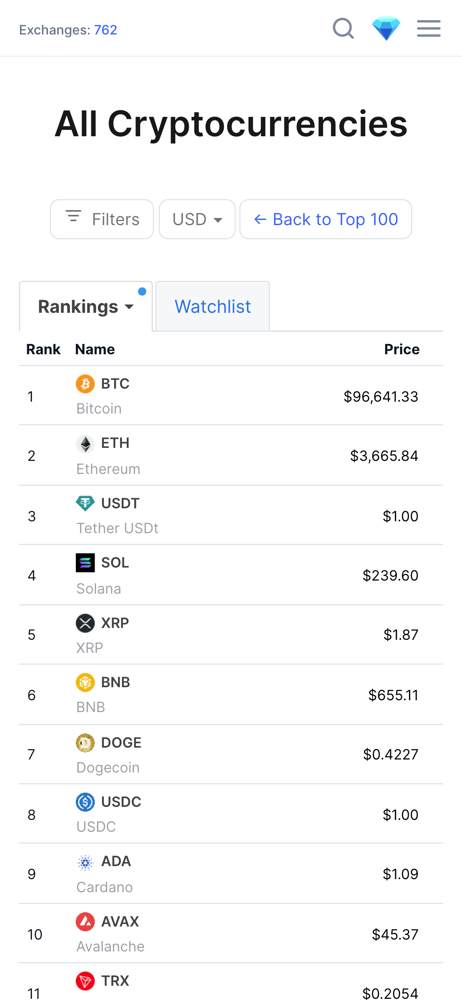 Exchanges: 762
All Cryptocurrencies
Filters
USD
← Back to Top 100
Rankings
Watchlist
Rank Name Price
BTC
1 $96,641.33
Bitcoin
ETH
2 $3,665.84
Ethereum
USDT
3 $1.00
Tether USDt
SOL
4 $239.60
Solana
XRP
5 $1.87
XRP
BNB
6 $655.11
BNB
DOGE
7 $0.4227
Dogecoin
USDC
8 $1.00
USDC
ADA
9 $1.09
Cardano
AVAX
10 $45.37
Avalanche
TRX
11 $0.2054